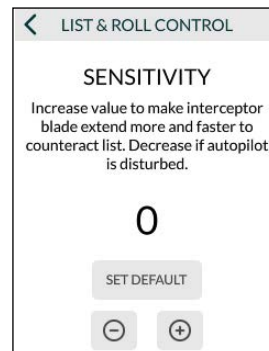 LIST & ROLL CONTROL
SENSITIVITY
Increase value to make interceptor
blade extend more and faster to
counteract list. Decrease if autopilot
is disturbed.
0
SET DEFAULT